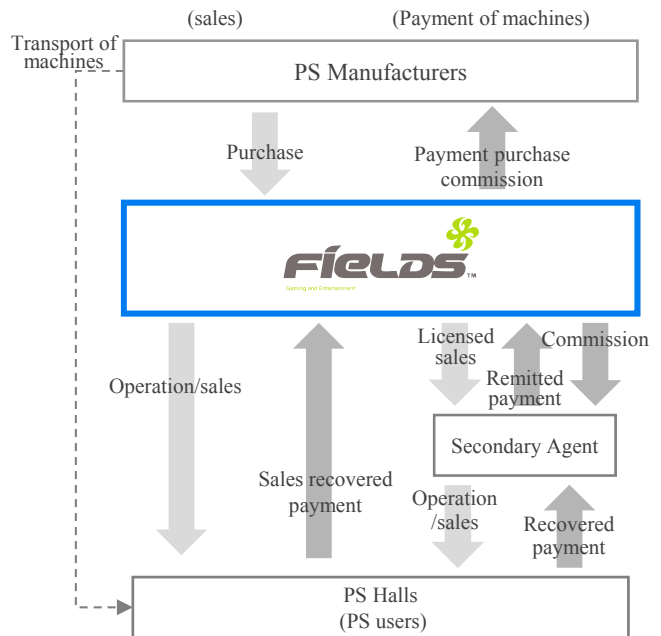 (sales)
(Payment of machines)
Transport of
machines
PS Manufacturers
Purchase
Payment purchase
commission
FIELDS™
Gaming and Entertainment
Licensed
sales
Commission
Operation/sales
Remitted
payment
Secondary Agent
Sales recovered
payment
Operation
/sales
Recovered
payment
PS Halls
(PS users)